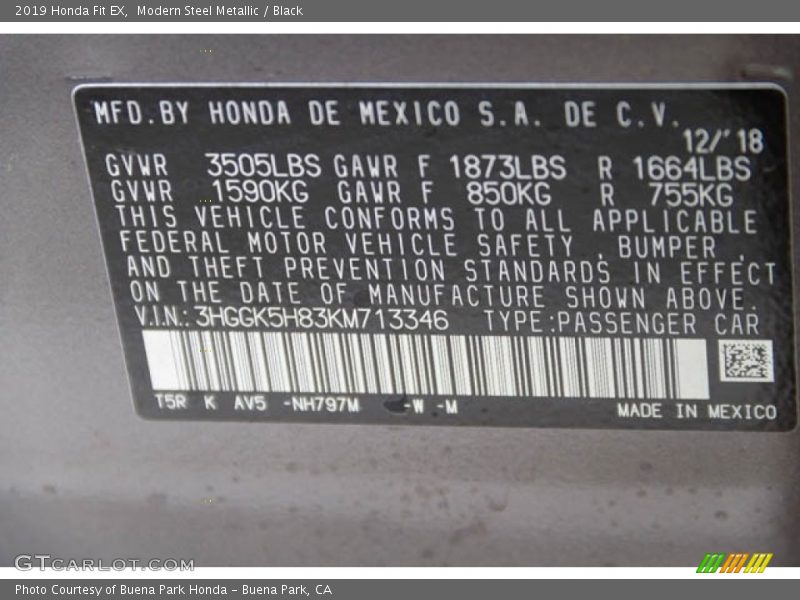 2019 Honda Fit EX, Modern Steel Metallic / Black
MFD.BY HONDA DE MEXICO S.A. DE C.V.
12/'18
GVWR 3505LBS GAWR F 1873LBS R 1664LBS
GVWR 1590KG GAWR F 850KG R 755KG
THIS VEHICLE CONFORMS TO ALL APPLICABLE
FEDERAL MOTOR VEHICLE SAFETY , BUMPER ,
AND THEFT PREVENTION STANDARDS IN EFFECT
ON THE DATE OF MANUFACTURE SHOWN ABOVE.
V.I.N.: 3HGGK5H83KM713346 TYPE:PASSENGER CAR
T5R K AV5 -NH797M -W -M
MADE IN MEXICO
GTCARLOT.COM
Photo Courtesy of Buena Park Honda - Buena Park, CA